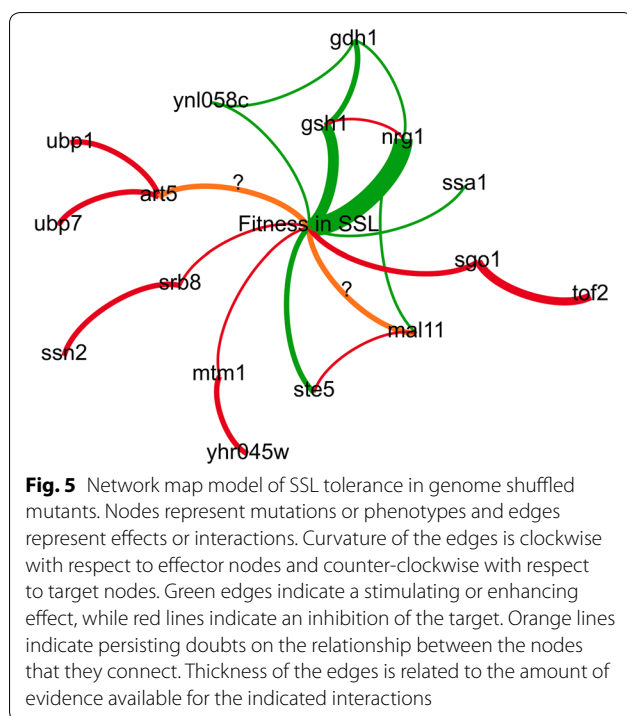 gdh1
ynl058c
gsh1
nrg1
ubp1
ssa1
?
art5
ubp7
Fitness in SSL
sgo1
srb8
?
tof2
mal11
ssn2
mtm1
ste5
yhr045w
Fig. 5 Network map model of SSL tolerance in genome shuffled
mutants. Nodes represent mutations or phenotypes and edges
represent effects or interactions. Curvature of the edges is clockwise
with respect to effector nodes and counter-clockwise with respect
to target nodes. Green edges indicate a stimulating or enhancing
effect, while red lines indicate an inhibition of the target. Orange lines
indicate persisting doubts on the relationship between the nodes
that they connect. Thickness of the edges is related to the amount of
evidence available for the indicated interactions